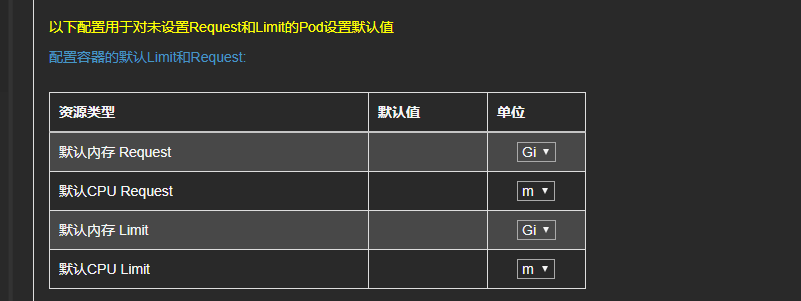 以下配置用于对未设置Request和Limit的Pod设置默认值
配置容器的默认Limit和Request:
资源类型 默认值 单位
默认内存 Request Gi
默认CPU Request m
默认内存 Limit Gi
默认CPU Limit m